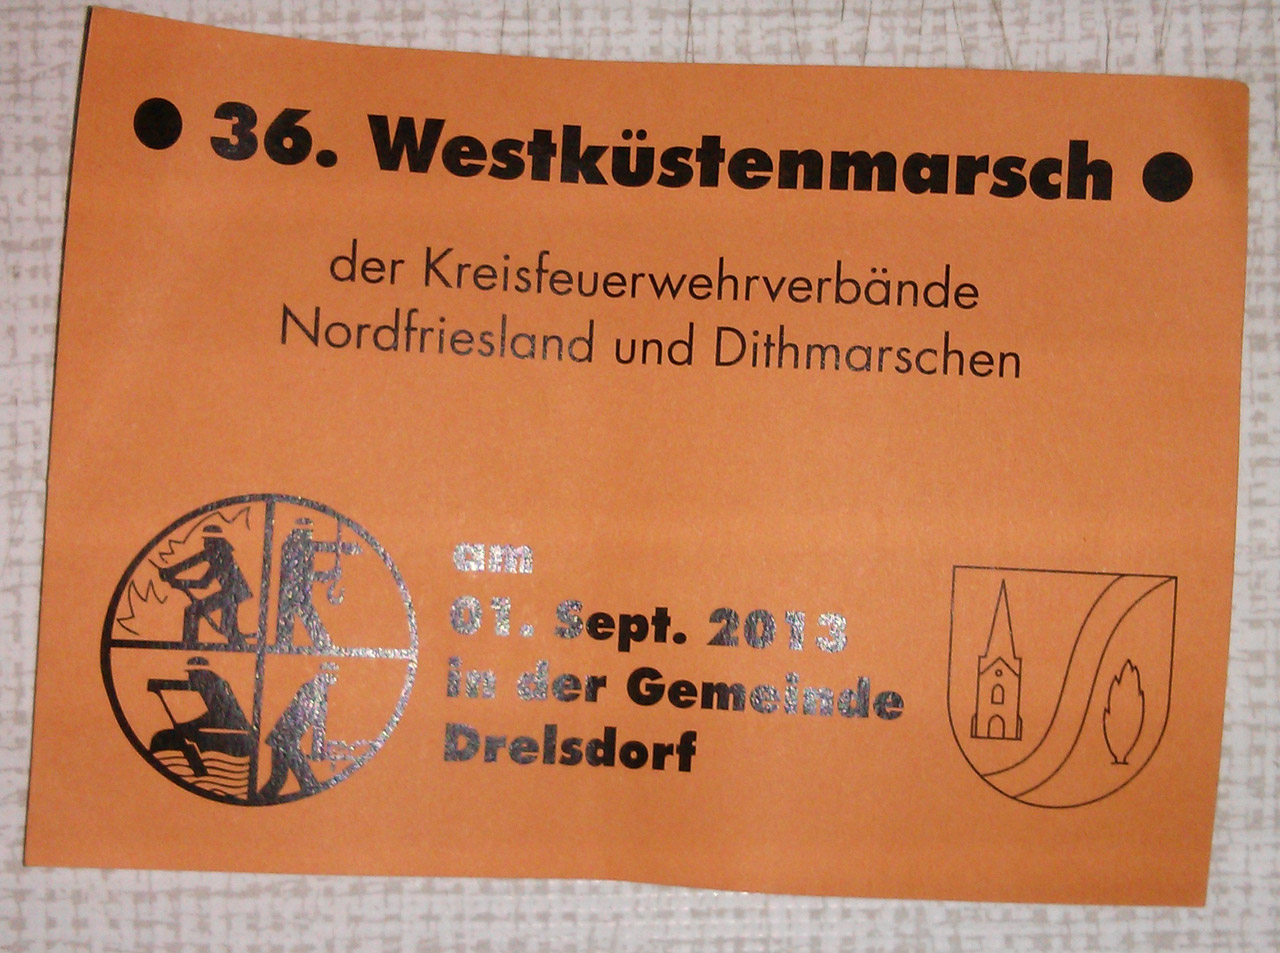 ● 36. Westküstenmarsch ●
der Kreisfeuerwehrverbände
Nordfriesland und Dithmarschen
am
01. Sept. 2013
in der Gemeinde
Drelsdorf